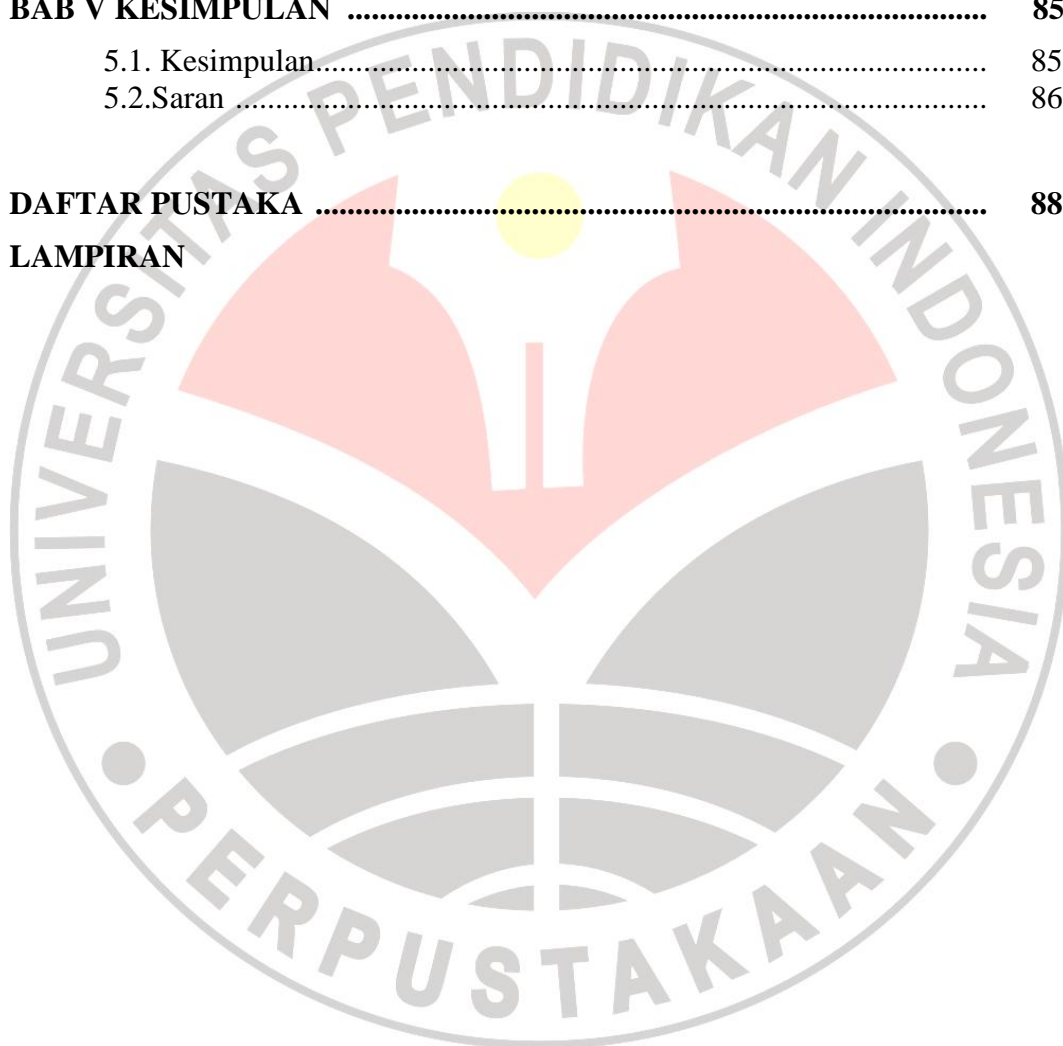 BAB V KESIMPULAN ................................................................................. 85
5.1. Kesimpulan..................................................................................... 85
5.2.Saran ............................................................................................... 86
DAFTAR PUSTAKA ..................................................................................... 88
LAMPIRAN
UNIVERSITAS PENDIDIKAN INDONESIA
PERPUSTAKAAN